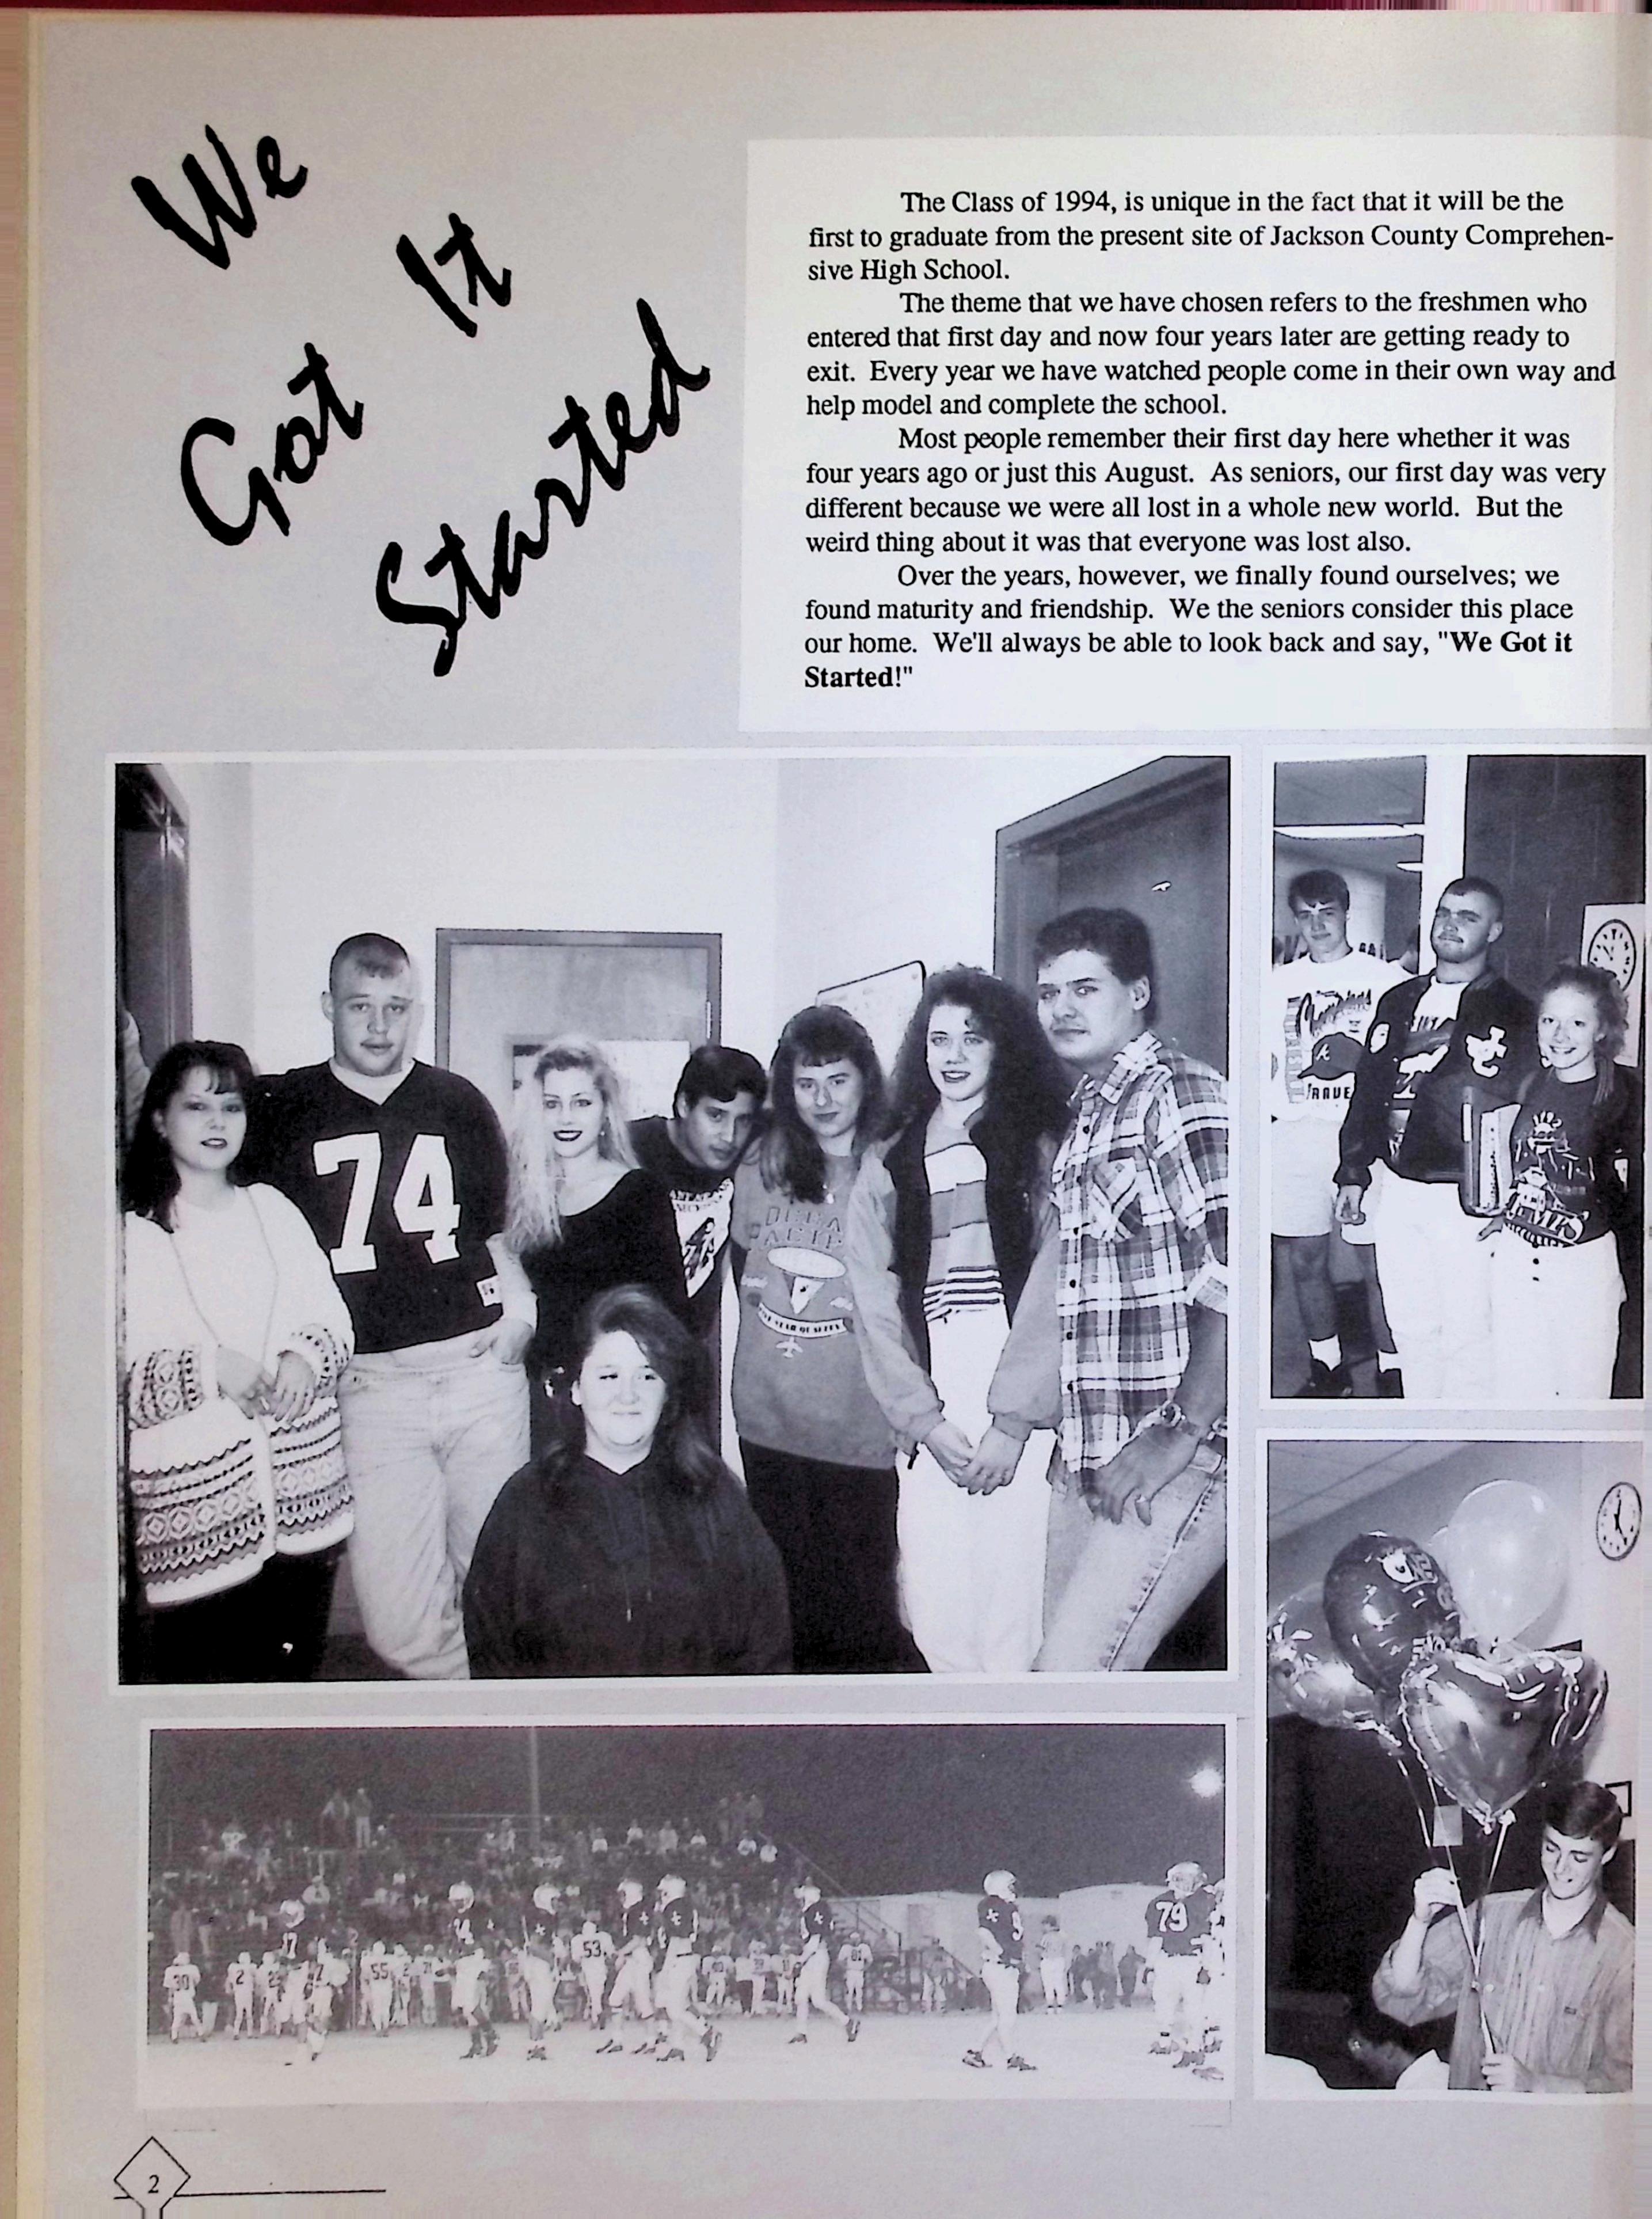 We
Got It
Started
The Class of 1994, is unique in the fact that it will be the
first to graduate from the present site of Jackson County Comprehen-
sive High School.
The theme that we have chosen refers to the freshmen who
entered that first day and now four years later are getting ready to
exit. Every year we have watched people come in their own way and
help model and complete the school.
Most people remember their first day here whether it was
four years ago or just this August. As seniors, our first day was very
different because we were all lost in a whole new world. But the
weird thing about it was that everyone was lost also.
Over the years, however, we finally found ourselves; we
found maturity and friendship. We the seniors consider this place
our home. We'll always be able to look back and say, "We Got it
Started!"
74
A
53
79
30
2
55
2